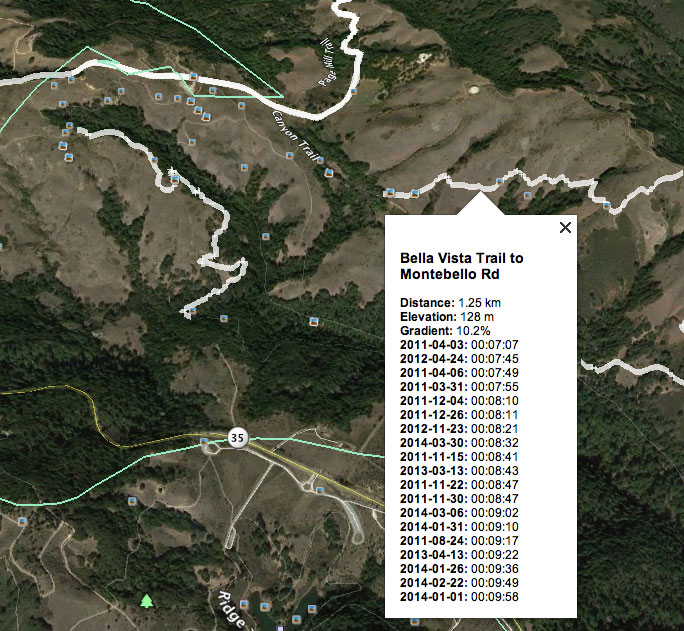 Page Mill Trail
Canyon Trail
Bella Vista Trail to
Montebello Rd
Distance: 1.25 km
Elevation: 128 m
Gradient: 10.2%
2011-04-03: 00:07:07
2012-04-24: 00:07:45
2011-04-06: 00:07:49
2011-03-31: 00:07:55
2011-12-04: 00:08:10
2011-12-26: 00:08:11
2012-11-23: 00:08:21
2014-03-30: 00:08:32
2011-11-15: 00:08:41
2013-03-13: 00:08:43
2011-11-22: 00:08:47
2011-11-30: 00:08:47
2014-03-06: 00:09:02
2014-01-31: 00:09:10
2011-08-24: 00:09:17
2013-04-13: 00:09:22
2014-01-26: 00:09:36
2014-02-22: 00:09:49
2014-01-01: 00:09:58
35
Ridge